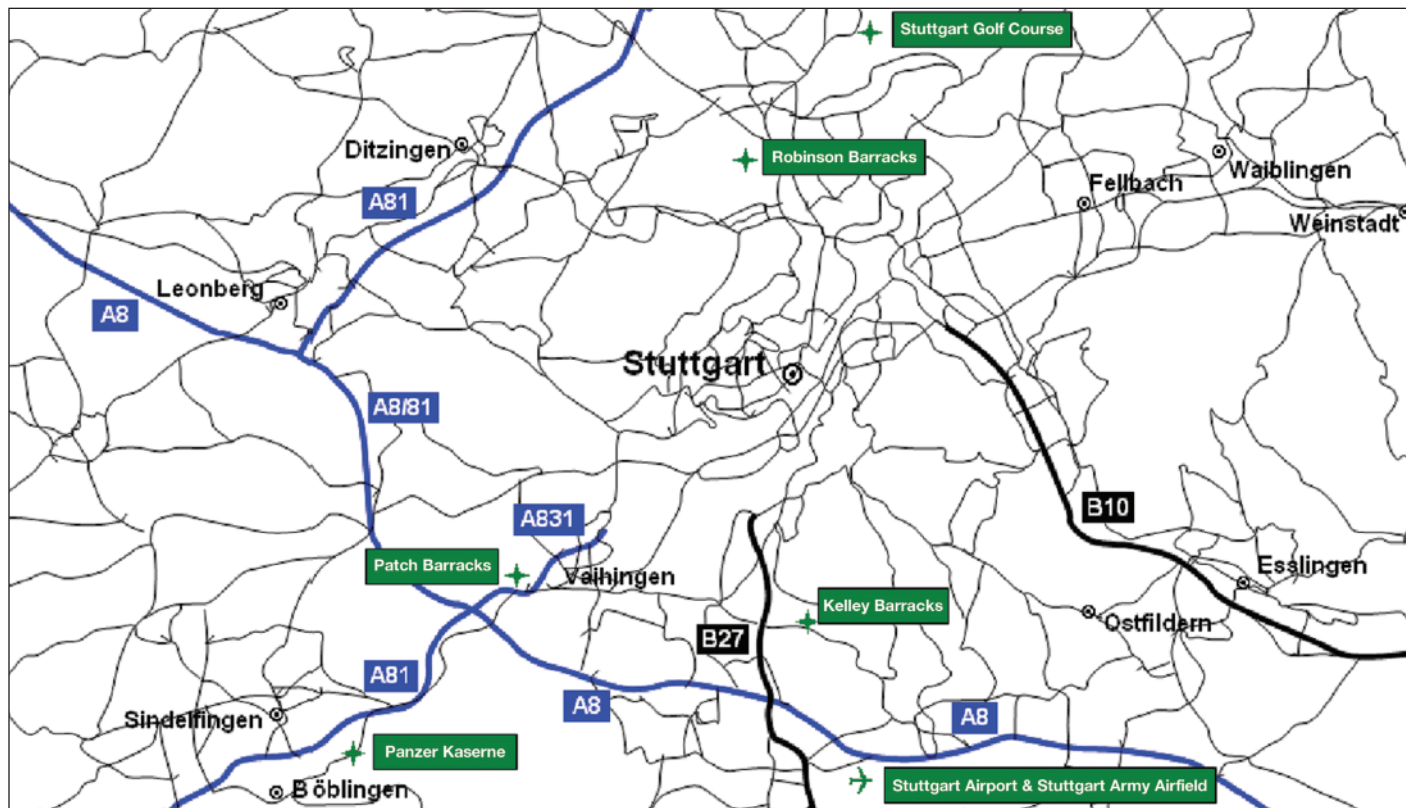 Stuttgart Golf Course
Ditzingen
Robinson Barracks
Waiblingen
Fellbach
A81
Weinstadt
Leonberg
A8
Stuttgart
A8/81
A831
B10
Patch Barracks
Vaihingen
Esslingen
Kelley Barracks
Ostfildern
B27
A81
A8
A8
Sindelfingen
Panzer Kaserne
Böblingen
Stuttgart Airport & Stuttgart Army Airfield